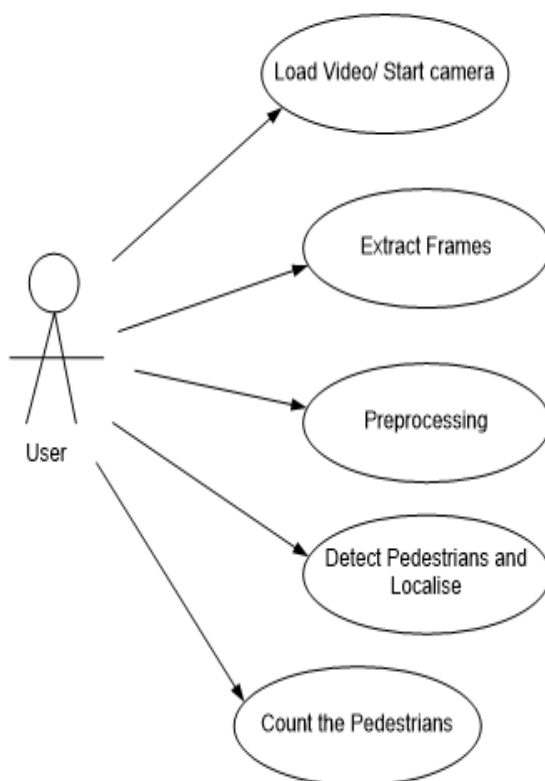 Load Video/ Start camera
Extract Frames
User
Preprocessing
Detect Pedestrians and
Localise
Count the Pedestrians